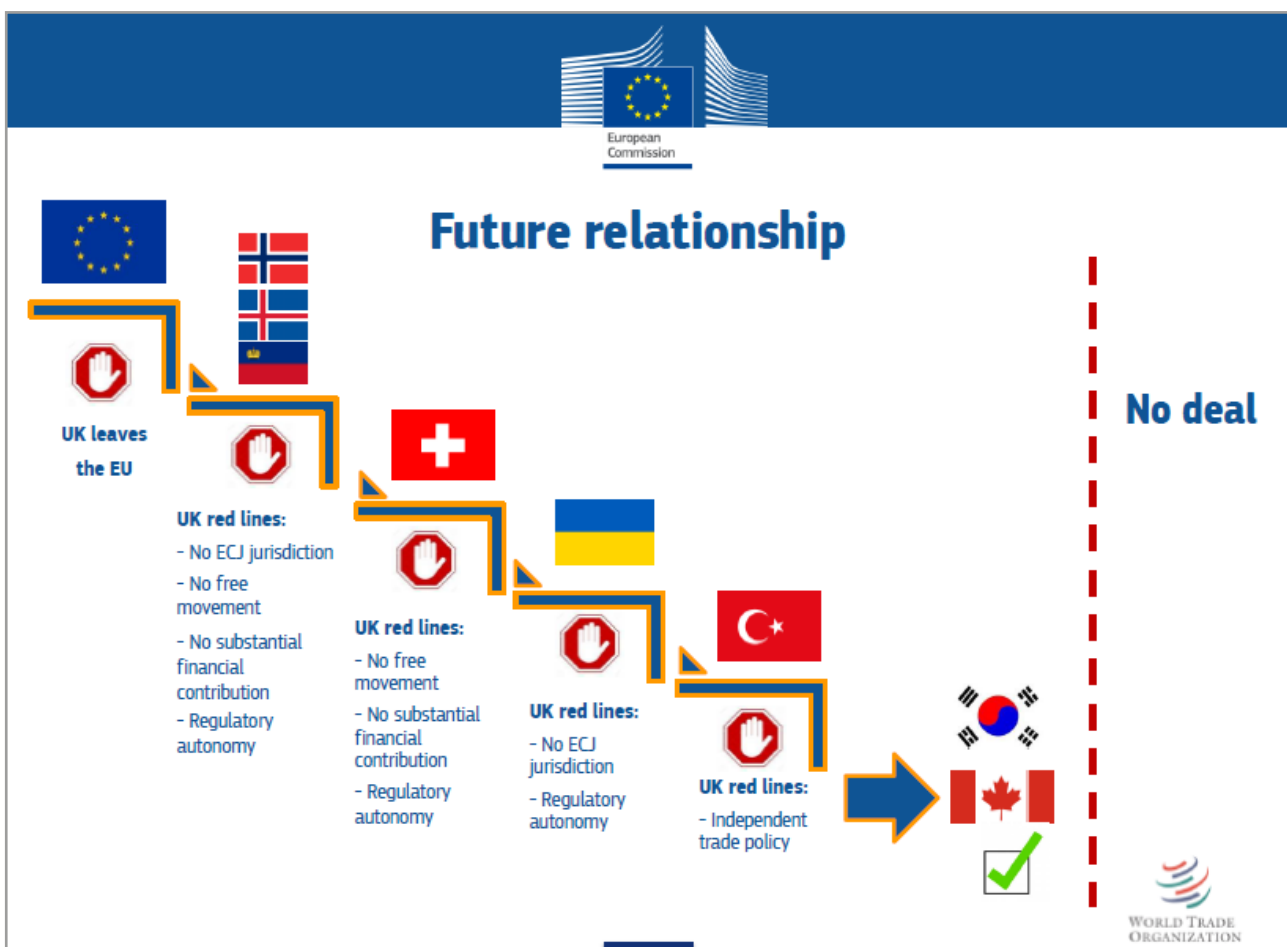 European
Commission
Future relationship
UK leaves
the EU
UK red lines:
- No ECJ jurisdiction
- No free
movement
- No substantial
financial
contribution
- Regulatory
autonomy
UK red lines:
- No free
movement
- No substantial
financial
contribution
- Regulatory
autonomy
UK red lines:
- No ECJ
jurisdiction
- Regulatory
autonomy
UK red lines:
- Independent
trade policy
No deal
WORLD TRADE
ORGANIZATION